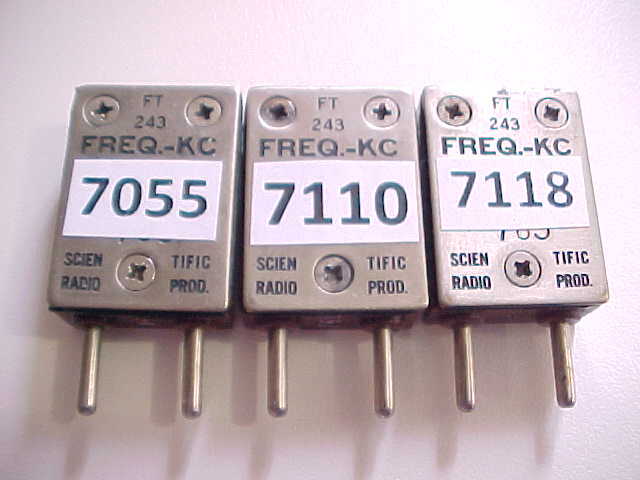 FT
243
FREQ.-KC
7055
SCIEN TIFIC
RADIO PROD.
FT
243
FREQ.-KC
7110
SCIEN TIFIC
RADIO PROD.
FT
243
FREQ.-KC
7118
SCIEN TIFIC
RADIO PROD.